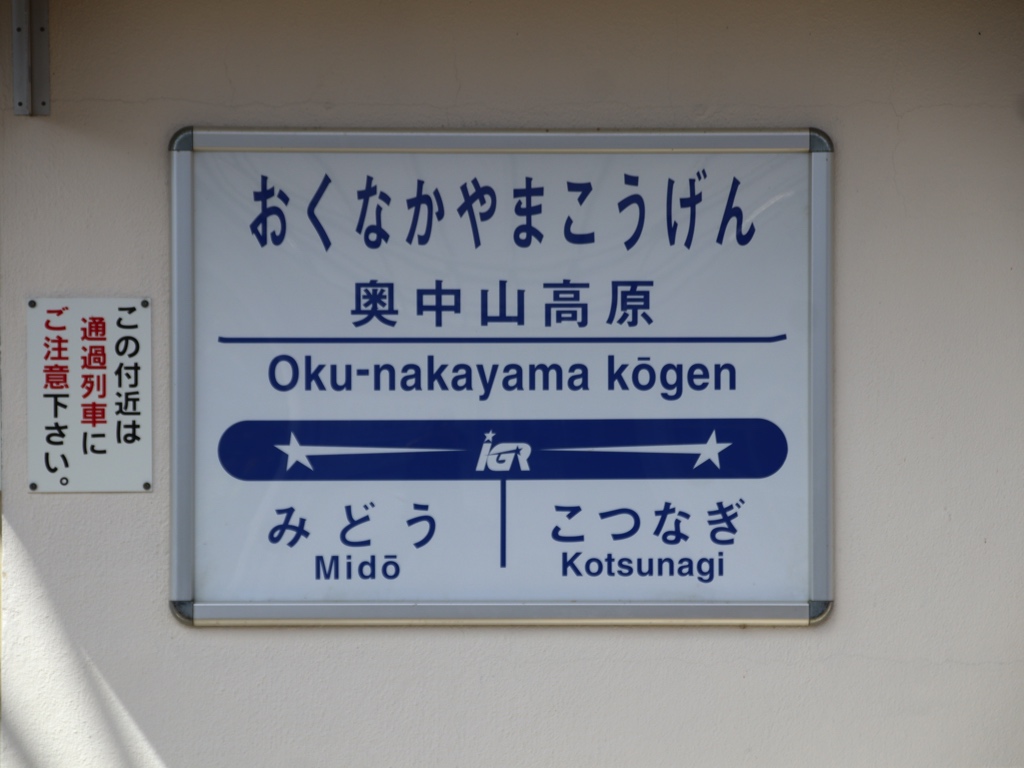 おくなかやまこうげん
奥中山高原
Oku-nakayama kōgen
IGR
みどう
Midō
こつなぎ
Kotsunagi
この付近は
通過列車に
ご注意下さい。